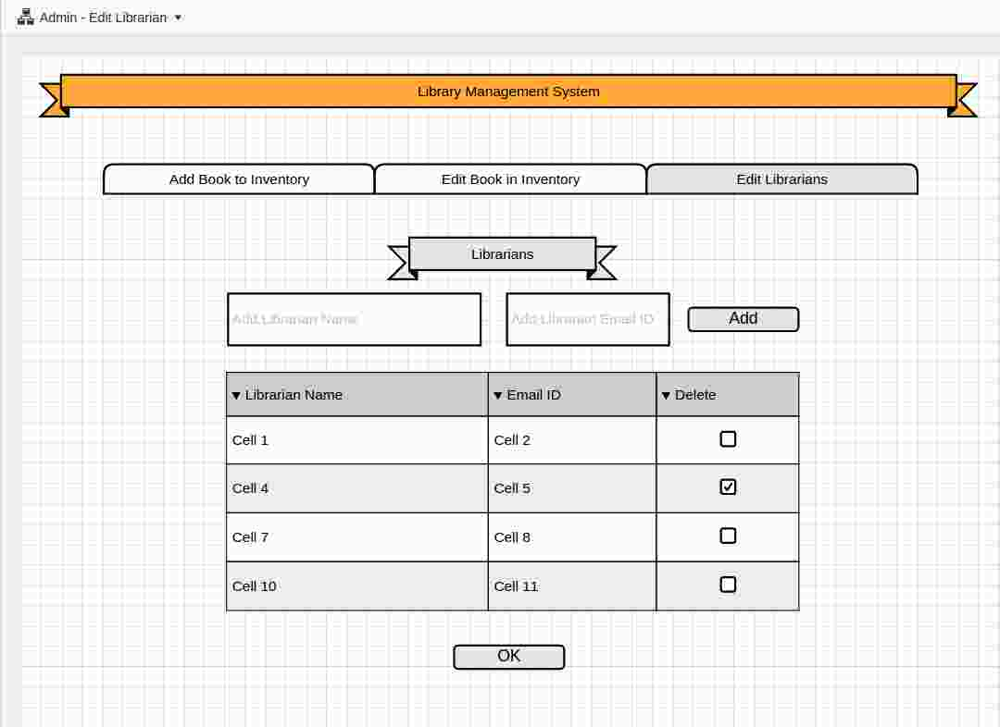 Admin - Edit Librarian
Library Management System
Add Book to Inventory Edit Book in Inventory Edit Librarians
Librarians
Add Librarian Name Add Librarian Email ID Add
Librarian Name Email ID Delete
Cell 1 Cell 2
Cell 4 Cell 5
Cell 7 Cell 8
Cell 10 Cell 11
OK